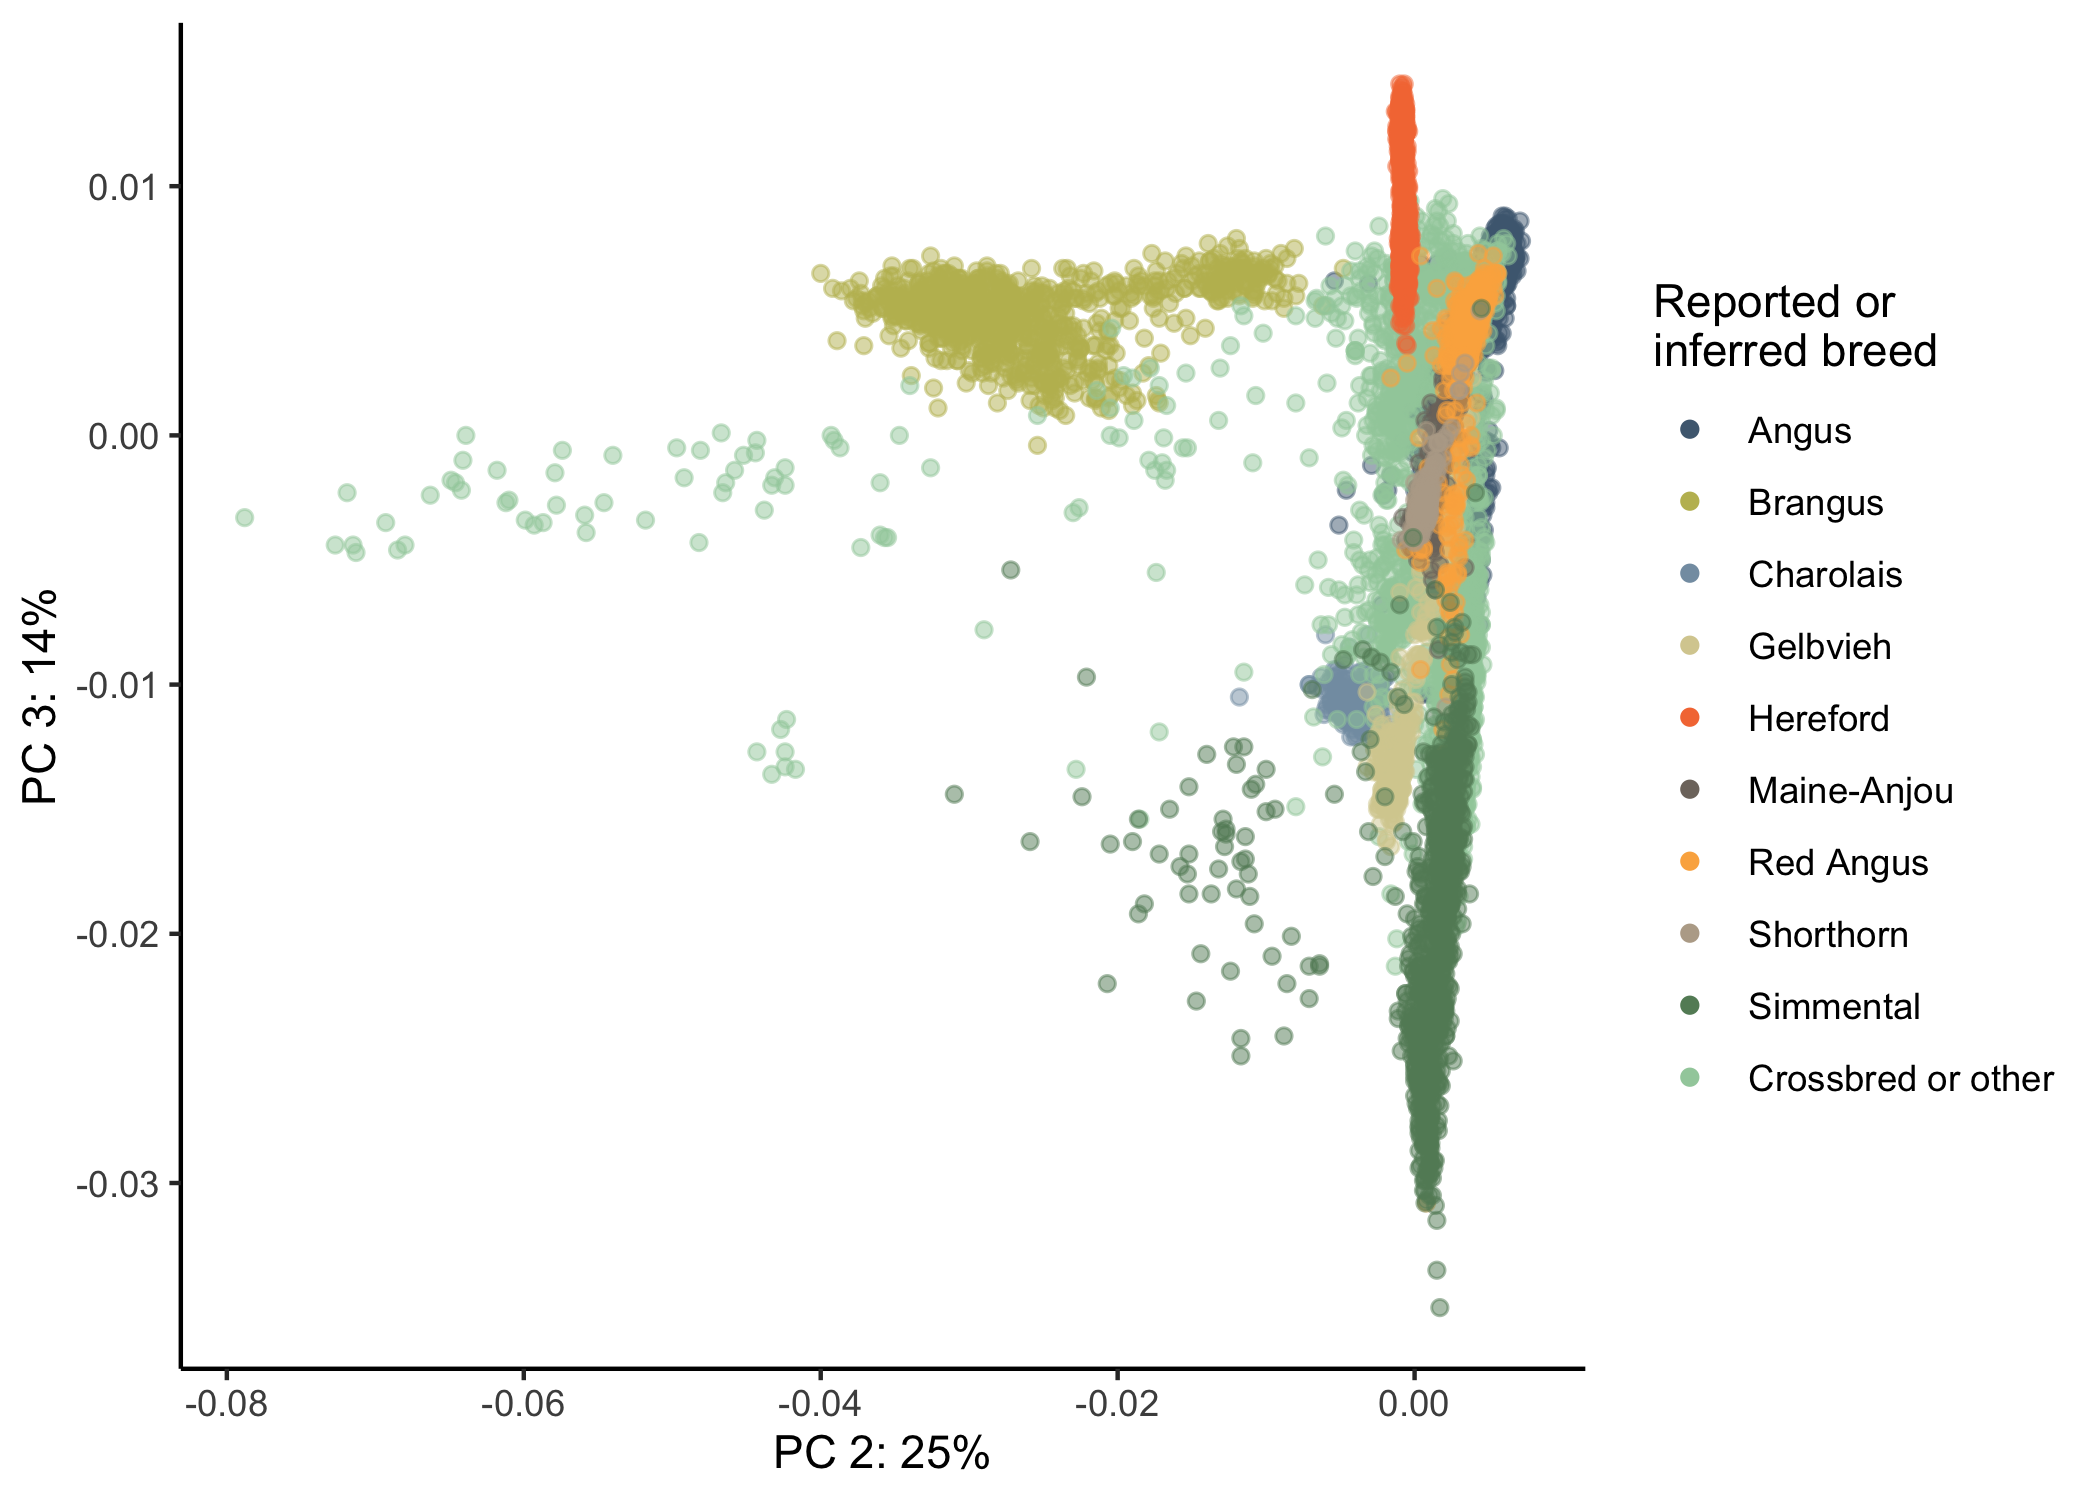 0.01
0.00
-0.01
-0.02
-0.03
PC 3: 14%
-0.08
-0.06
-0.04
-0.02
0.00
PC 2: 25%
Reported or
inferred breed
Angus
Brangus
Charolais
Gelbvieh
Hereford
Maine-Anjou
Red Angus
Shorthorn
Simmental
Crossbred or other